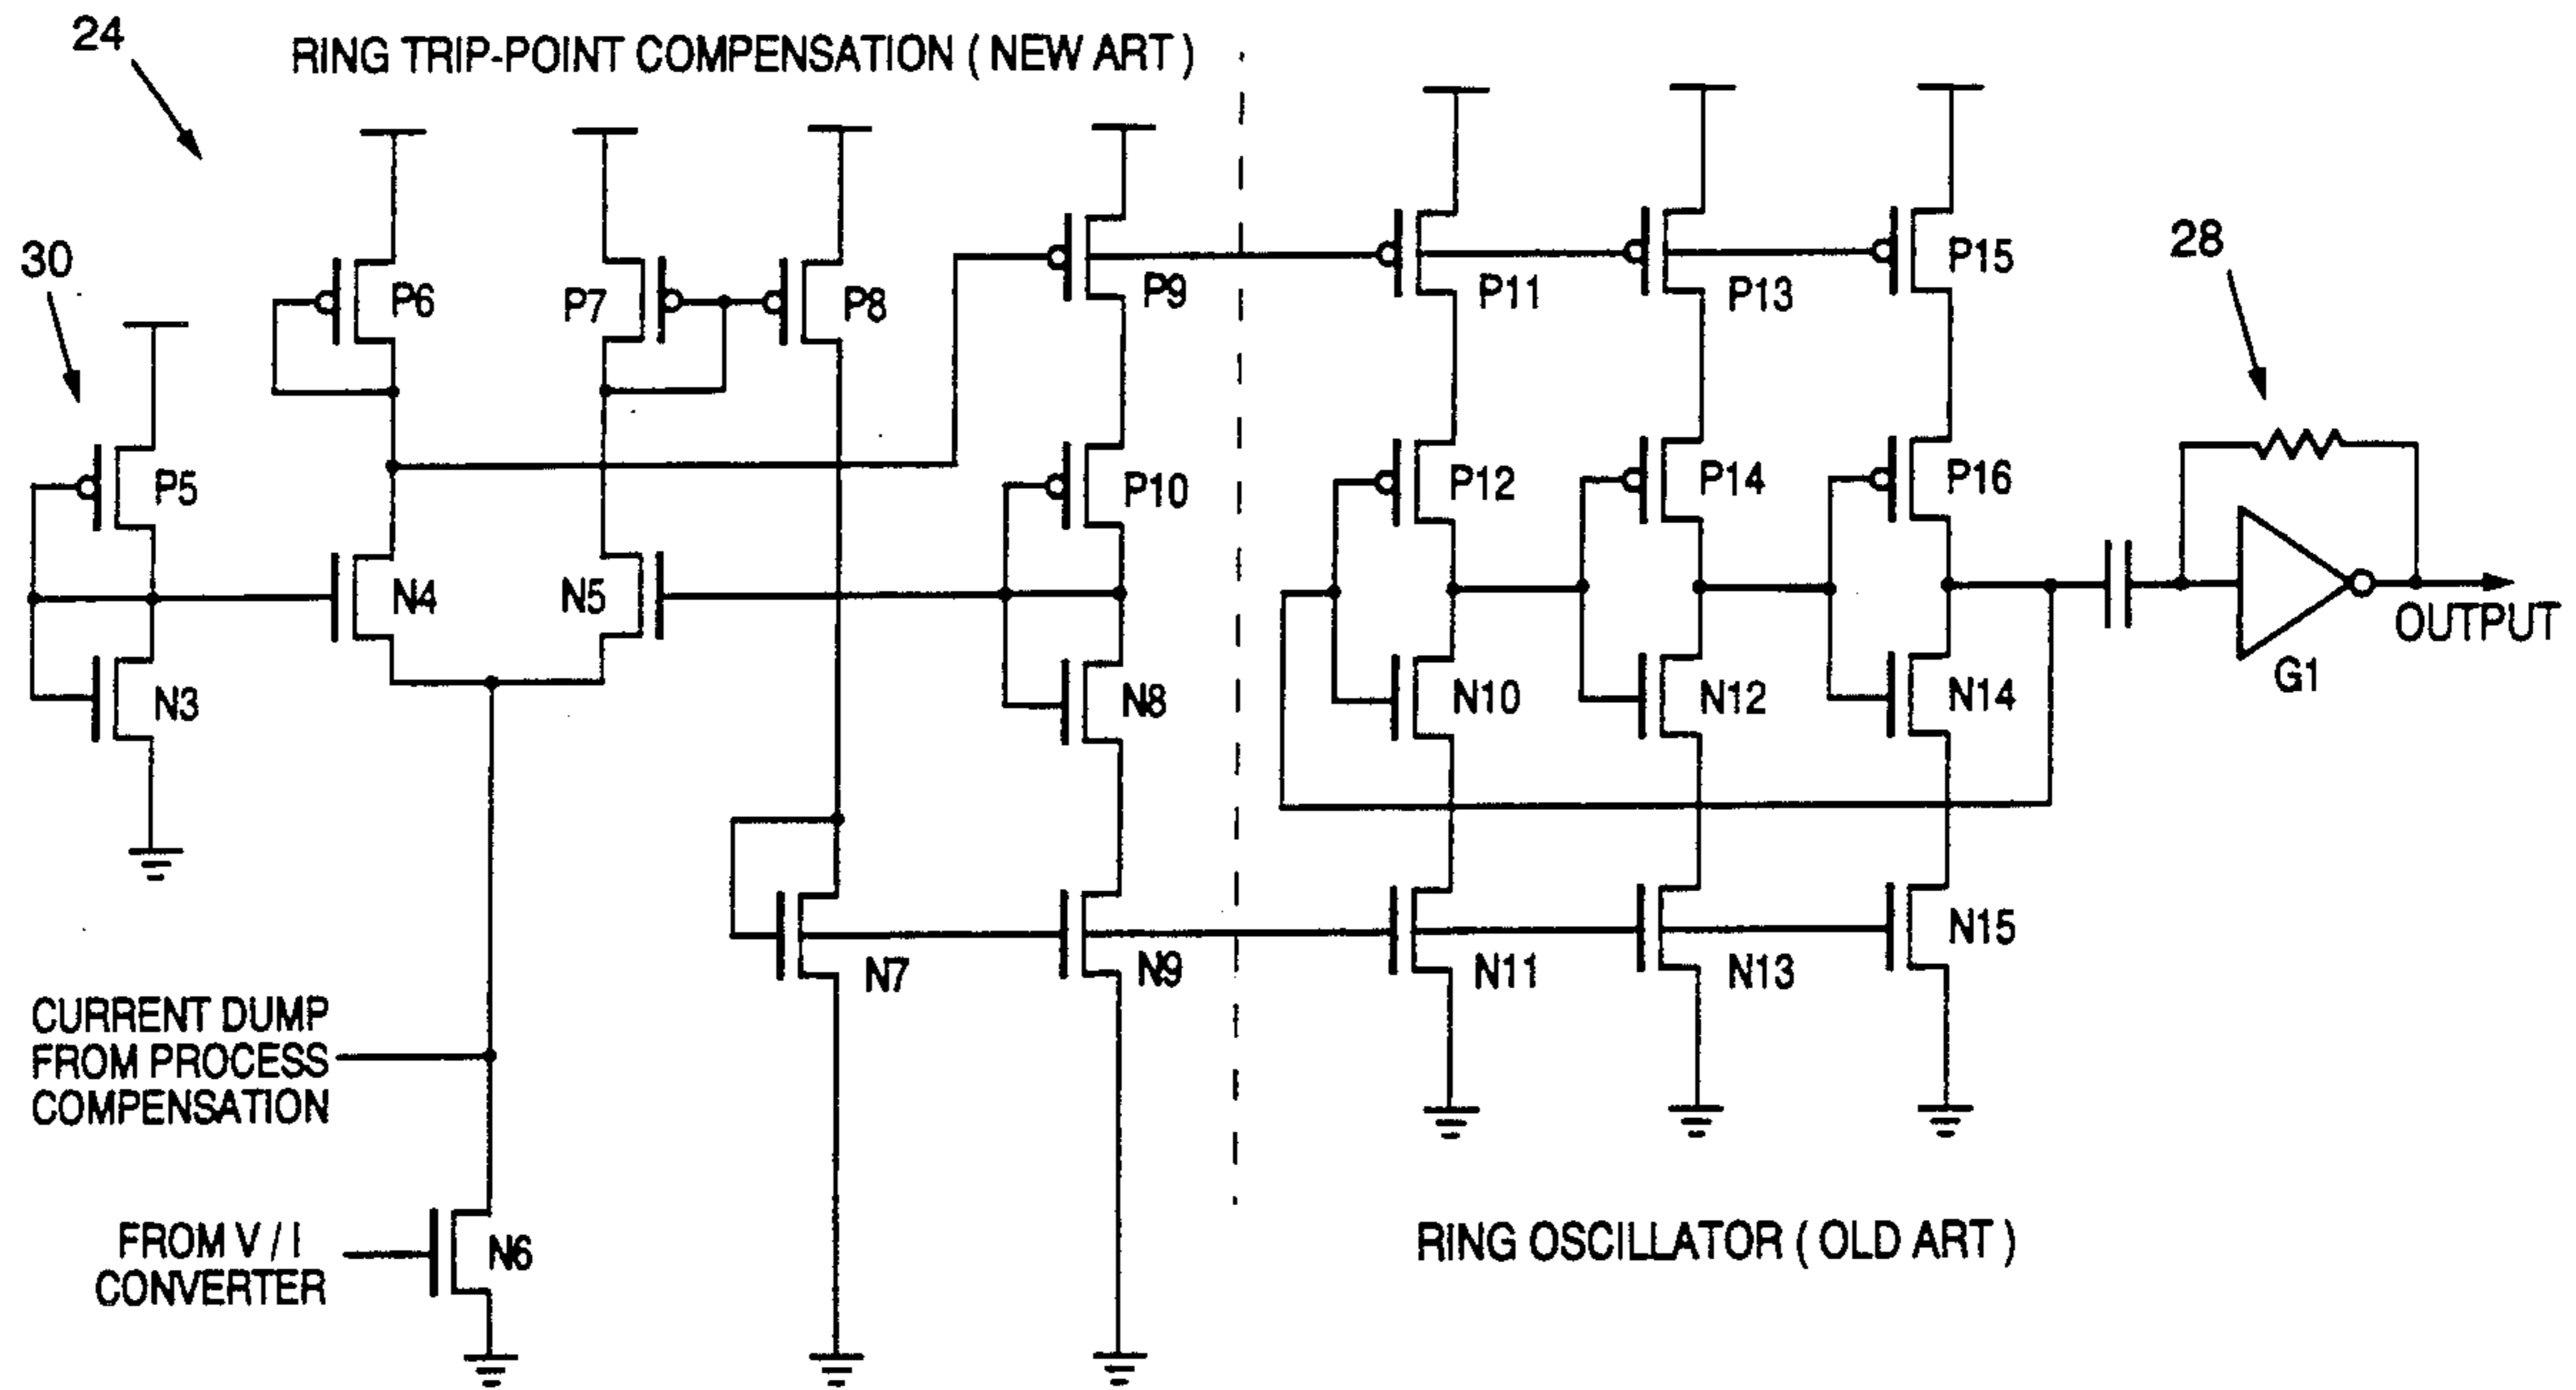 24
RING TRIP-POINT COMPENSATION ( NEW ART )
30
P6
P7
P8
P9
P11
P13
P15
28
P5
P10
P12
P14
P16
N4
N5
N3
N8
N10
N12
N14
G1
OUTPUT
N7
N9
N11
N13
N15
CURRENT DUMP
FROM PROCESS
COMPENSATION
FROM V / I
CONVERTER
N6
RING OSCILLATOR ( OLD ART )